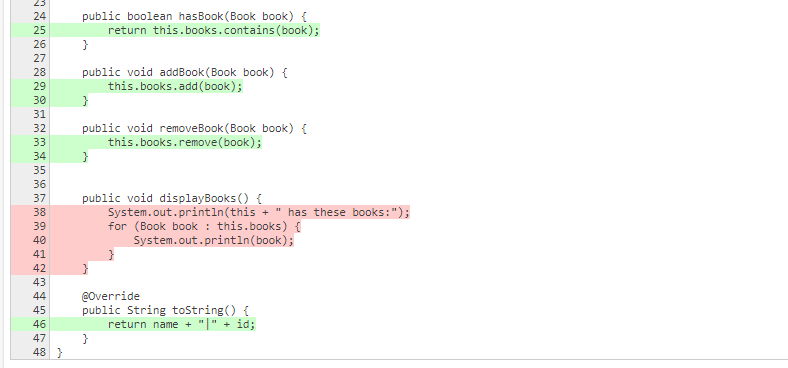 23
24 public boolean hasBook(Book book) {
25 return this.books.contains(book);
26 }
27
28 public void addBook(Book book) {
29 this.books.add(book);
30 }
31
32 public void removeBook(Book book) {
33 this.books.remove(book);
34 }
35
36
37 public void displayBooks() {
38 System.out.println(this + " has these books:");
39 for (Book book : this.books) {
40 System.out.println(book);
41 }
42 }
43
44 @Override
45 public String toString() {
46 return name + "|" + id;
47 }
48 }